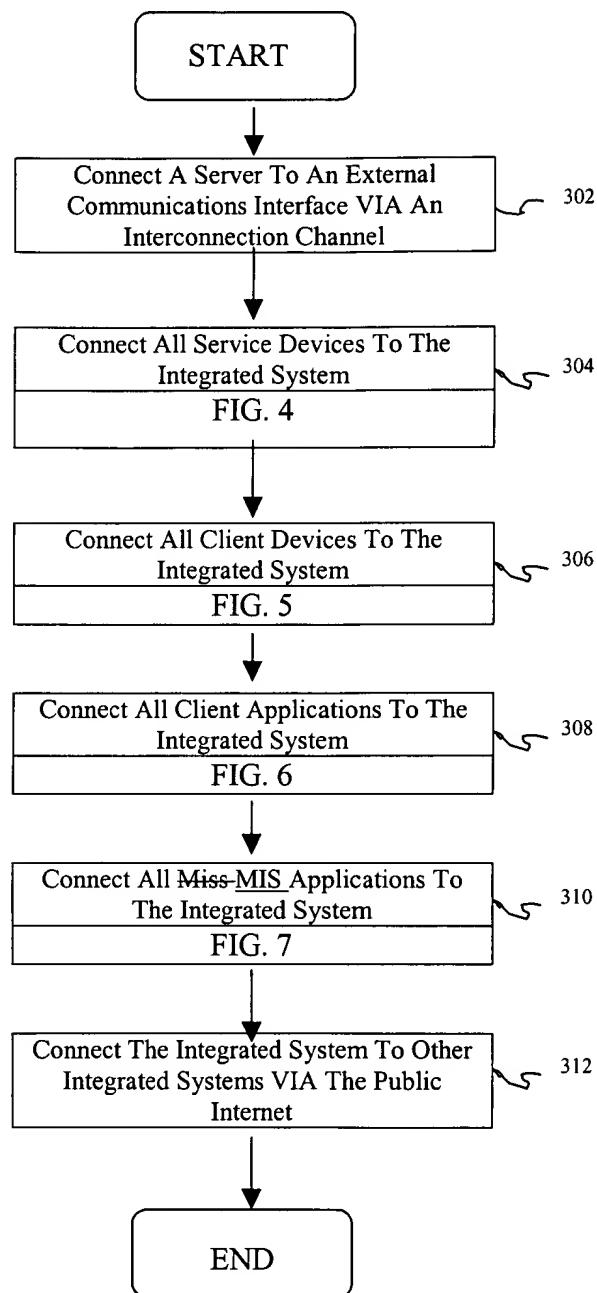 START
Connect A Server To An External
Communications Interface VIA An
Interconnection Channel
302
Connect All Service Devices To The
Integrated System
304
FIG. 4
Connect All Client Devices To The
Integrated System
306
FIG. 5
Connect All Client Applications To The
Integrated System
308
FIG. 6
Connect All Miss MIS Applications To
The Integrated System
310
FIG. 7
Connect The Integrated System To Other
Integrated Systems VIA The Public
Internet
312
END